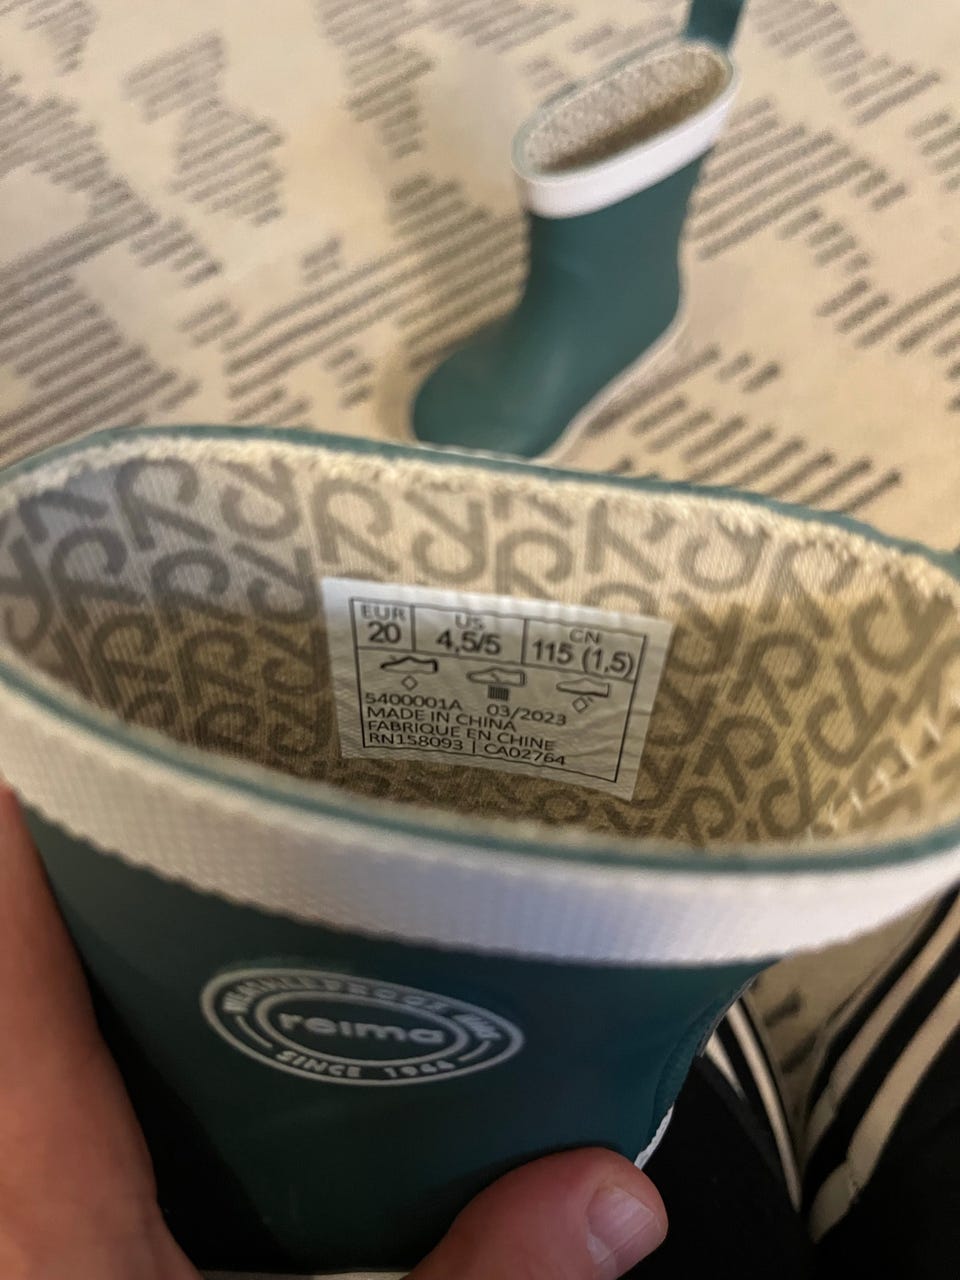 EUR US CN
20 4,5/5 115 (1,5)
5400001A 03/2023
MADE IN CHINA
FABRIQUE EN CHINE
RN158093 | CA02764
reima
SINCE 1944